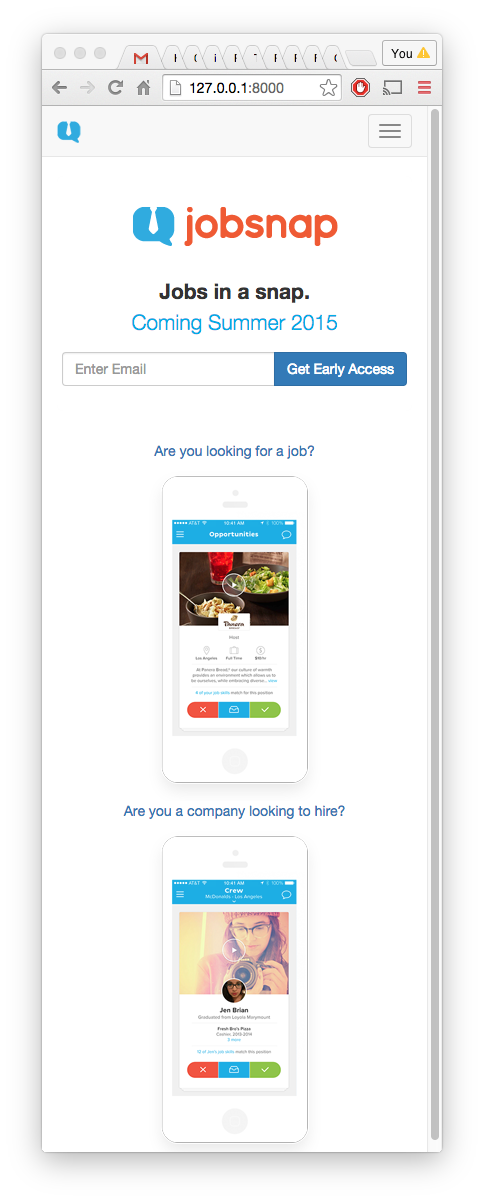 You
127.0.0.1:8000
jobsnap
Jobs in a snap.
Coming Summer 2015
Enter Email
Get Early Access
Are you looking for a job?
AT&T 10:41 AM 100%
Opportunities
Panera
Host
Los Angeles Full Time $10/hr
At Panera Bread,® our culture of warmth
provides an environment which allows us to
be ourselves, while embracing diverse... view
8 of your job skills match for this position
Are you a company looking to hire?
AT&T 10:41 AM 100%
Crew
McDonalds - Los Angeles
Jen Brian
Graduated from Loyola Marymount
Fresh Bro's Pizza
Cashier, 2013-2014
3 more
12 of Jen's job skills match this position